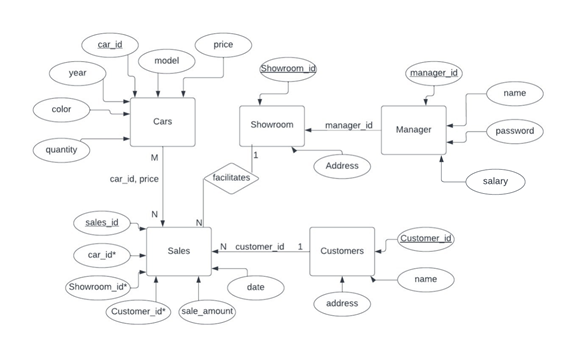 car_id
price
model
year
Showroom_id
manager_id
color
name
Cars
Showroom
manager_id
Manager
password
quantity
M
1
Address
car_id, price
facilitates
salary
N
N
sales_id
car_id*
Sales
N
customer_id
1
Customers
Customer_id
Showroom_id*
date
name
Customer_id*
sale_amount
address